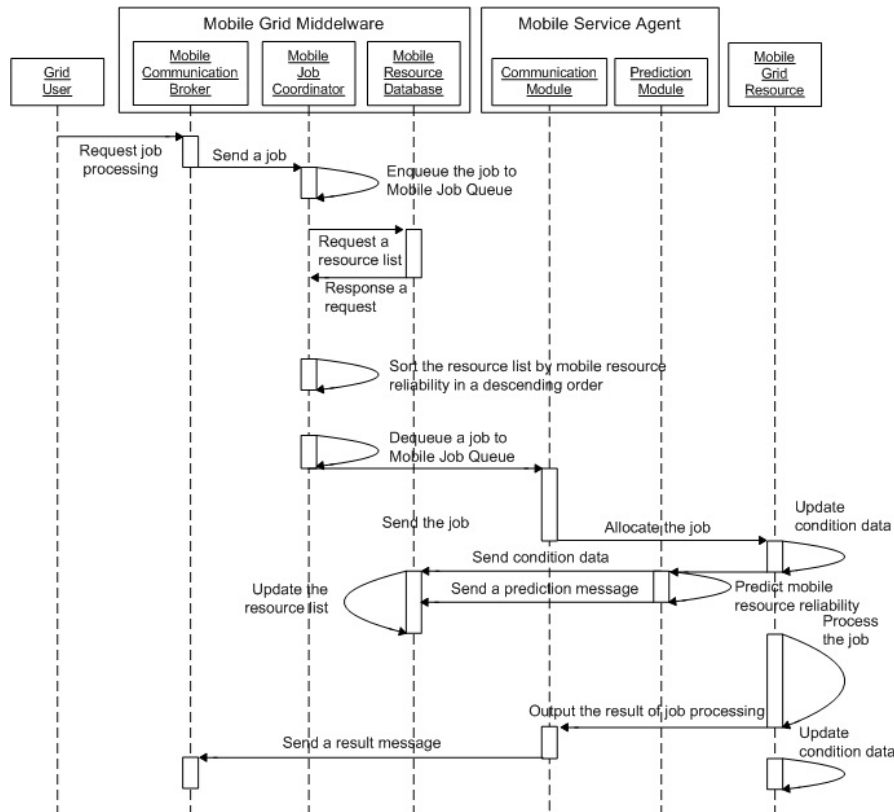 Mobile Grid Middelware
Mobile Service Agent
Grid
User
Mobile
Communication
Broker
Mobile
Job
Coordinator
Mobile
Resource
Database
Communication
Module
Prediction
Module
Mobile
Grid
Resource
Request job
processing
Send a job
Enqueue the job to
Mobile Job Queue
Request a
resource list
Response a
request
Sort the resource list by mobile resource
reliability in a descending order
Dequeue a job to
Mobile Job Queue
Send the job
Allocate the job
Update
condition data
Send condition data
Update the
resource list
Send a prediction message
Predict mobile
resource reliability
Process
the job
Output the result of job processing
Send a result message
Update
condition data